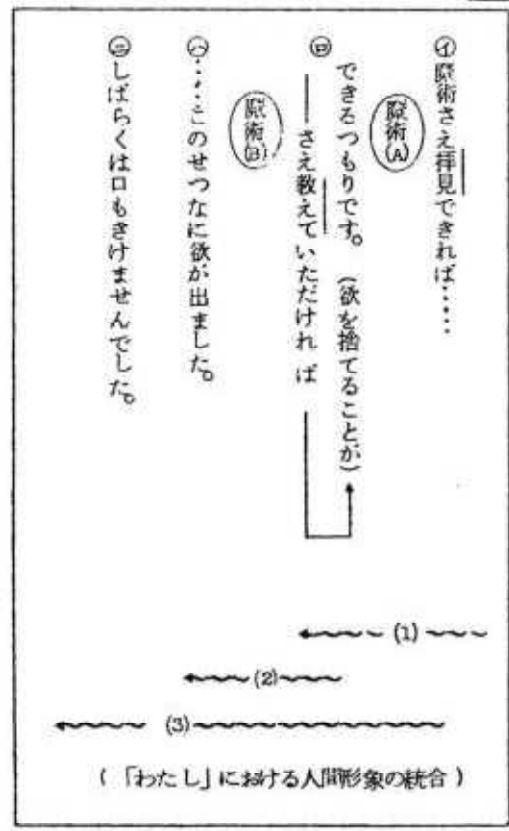 ㋑魔術さえ拝見できれば‥‥‥
魔術(A)
できるつもりです。(欲を捨てることが)
㋺――さえ教えていただければ
魔術(B)
㋩‥‥このせつなに欲が出ました。
㋥しばらくは口もきけませんでした。
(1)
(2)
(3)
(「わたし」における人間形象の統合)